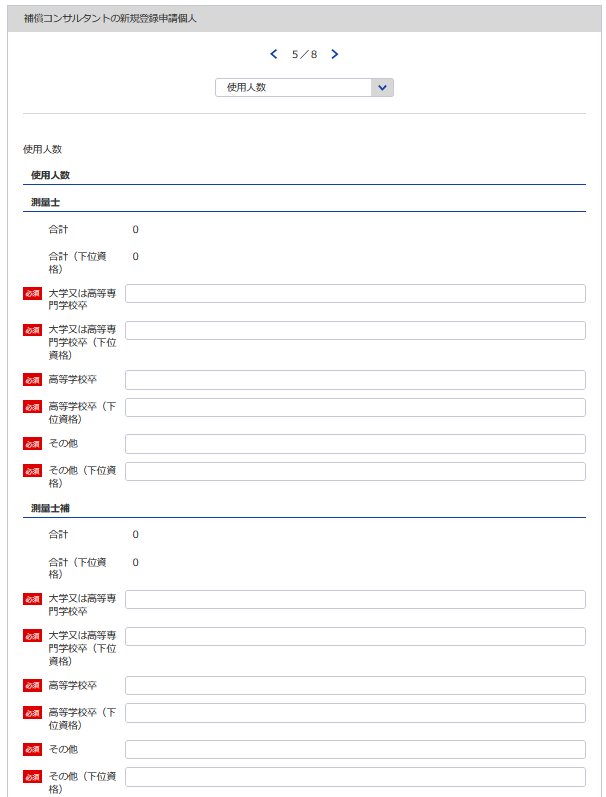 補償コンサルタントの新規登録申請個人
5／8
使用人数
使用人数
使用人数
測量士
合計 0
合計（下位資 0
格）
必須 大学又は高等専
門学校卒
必須 大学又は高等専
門学校卒（下位
資格）
必須 高等学校卒
必須 高等学校卒（下
位資格）
必須 その他
必須 その他（下位資
格）
測量士補
合計 0
合計（下位資 0
格）
必須 大学又は高等専
門学校卒
必須 大学又は高等専
門学校卒（下位
資格）
必須 高等学校卒
必須 高等学校卒（下
位資格）
必須 その他
必須 その他（下位資
格）